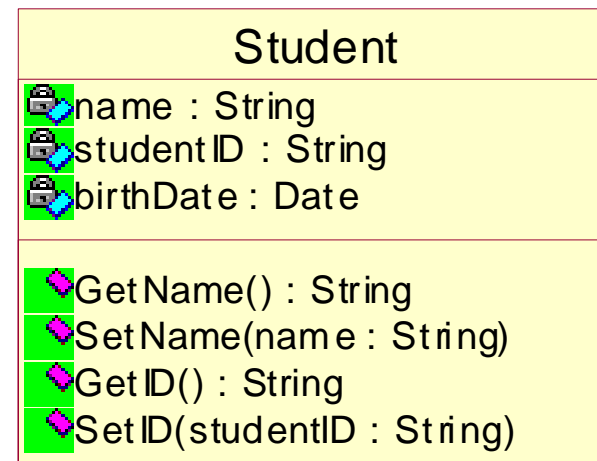 Student
name : String
studentID : String
birthDate : Date
GetName() : String
SetName(name : String)
GetID() : String
SetID(studentID : String)